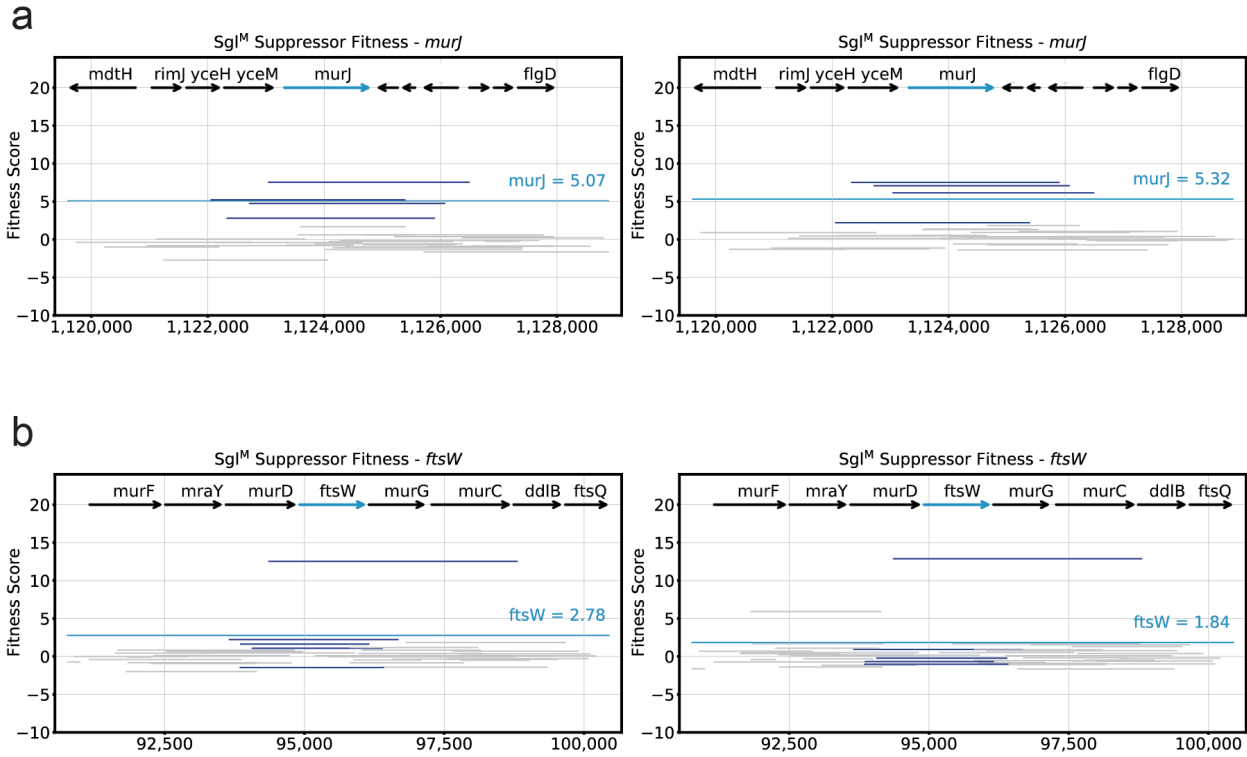 a
Sgl^M Suppressor Fitness - murJ
mdtH rimJ yceH yceM murJ flgD
Fitness Score
20
15
10
5
0
−5
−10
murJ = 5.07
1,120,000 1,122,000 1,124,000 1,126,000 1,128,000
Sgl^M Suppressor Fitness - murJ
mdtH rimJ yceH yceM murJ flgD
Fitness Score
20
15
10
5
0
−5
−10
murJ = 5.32
1,120,000 1,122,000 1,124,000 1,126,000 1,128,000
b
Sgl^M Suppressor Fitness - ftsW
murF mraY murD ftsW murG murC ddlB ftsQ
Fitness Score
20
15
10
5
0
−5
−10
ftsW = 2.78
92,500 95,000 97,500 100,000
Sgl^M Suppressor Fitness - ftsW
murF mraY murD ftsW murG murC ddlB ftsQ
Fitness Score
20
15
10
5
0
−5
−10
ftsW = 1.84
92,500 95,000 97,500 100,000